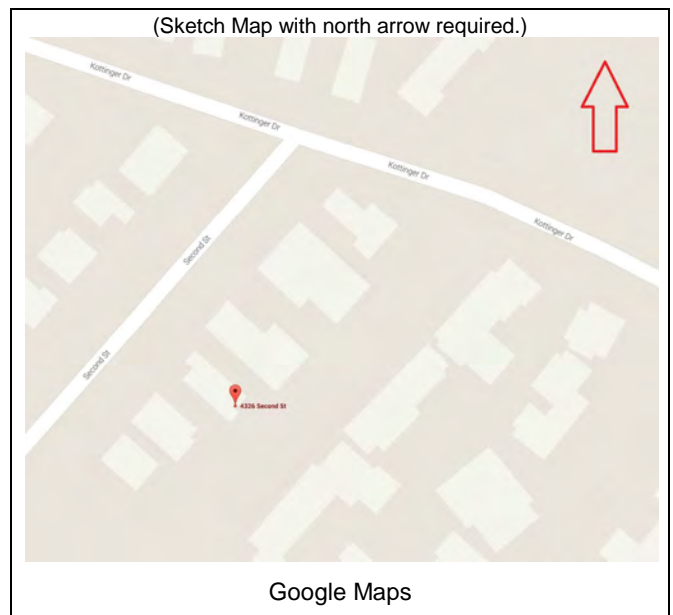 (Sketch Map with north arrow required.)
Kottinger Dr
Kottinger Dr
Kottinger Dr
Kottinger Dr
Second St
Second St
4326 Second St
Google Maps